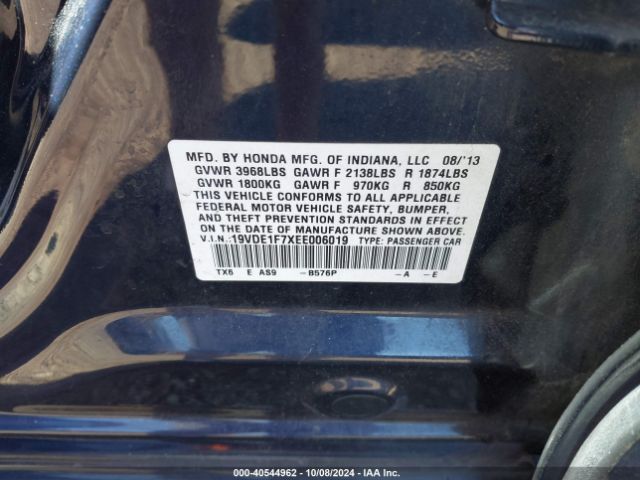 MFD. BY HONDA MFG. OF INDIANA, LLC 08/'13
GVWR 3968LBS GAWR F 2138LBS R 1874LBS
GVWR 1800KG GAWR F 970KG R 850KG
THIS VEHICLE CONFORMS TO ALL APPLICABLE
FEDERAL MOTOR VEHICLE SAFETY, BUMPER,
AND THEFT PREVENTION STANDARDS IN EFFECT
ON THE DATE OF MANUFACTURE SHOWN ABOVE.
V.I.N.:19VDE1F7XEE006019 TYPE: PASSENGER CAR
TX6 E AS9 -B576P -A -E
000-40544962 - 10/08/2024 - IAAI.COM